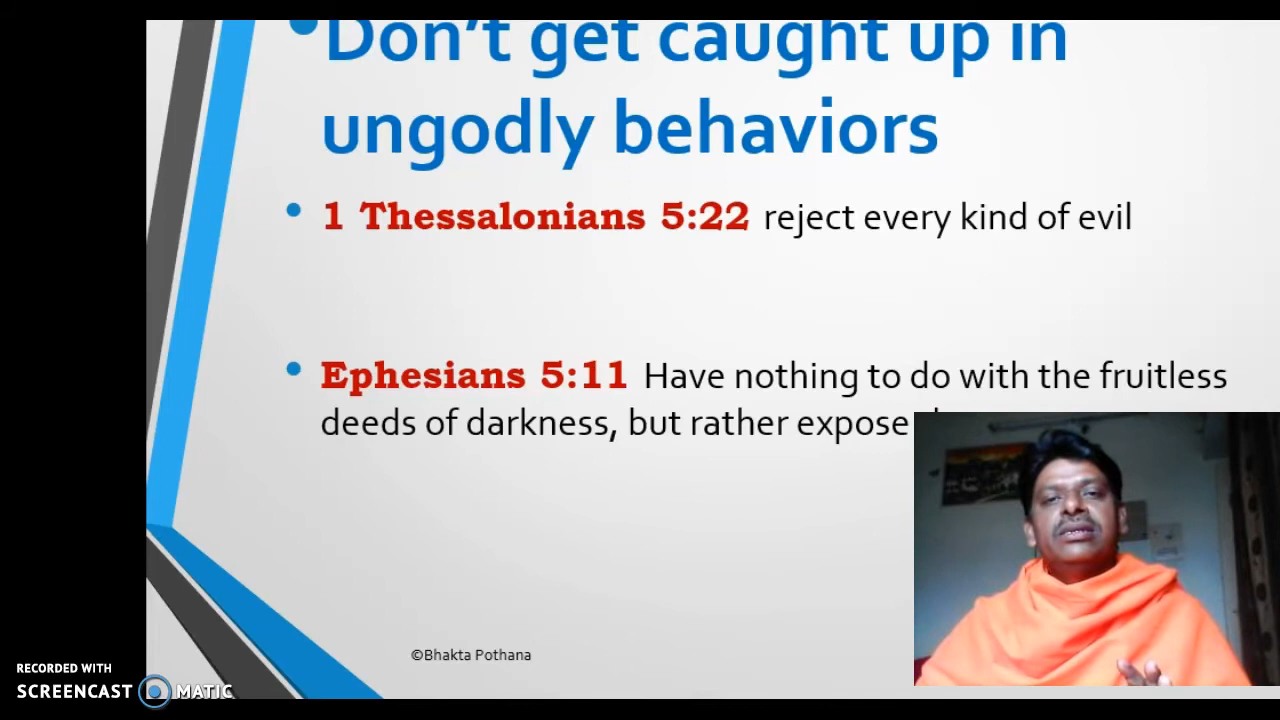 •Don't get caught up in
ungodly behaviors
• 1 Thessalonians 5:22 reject every kind of evil
• Ephesians 5:11 Have nothing to do with the fruitless
deeds of darkness, but rather expose
©Bhakta Pothana
RECORDED WITH
SCREENCAST MATIC